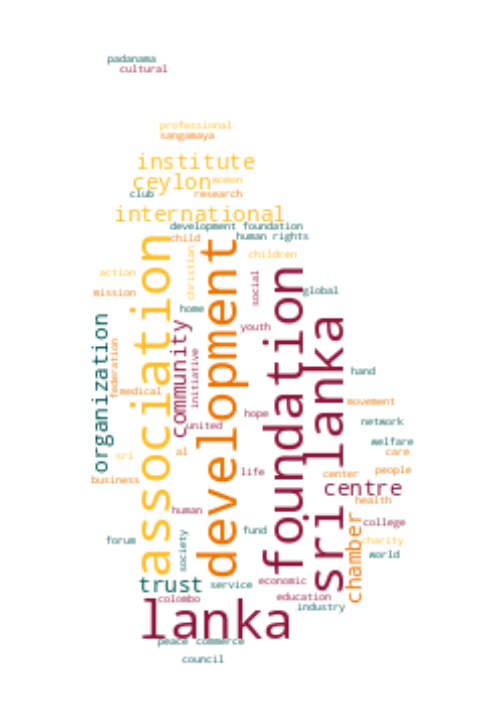 padanama
cultural
professional
sangamaya
institute
ceylon
women
club
research
international
development foundation
child
human rights
association
development
christian
children
action
social
foundation
mission
global
home
organization
community
sri lanka
youth
federation
initiative
hand
medical
movement
hope
united
network
welfare
sri
al
care
life
center
people
business
centre
human
health
chamber
college
fund
forum
society
charity
world
trust
service
economic
colombo
education
lanka
industry
peace
commerce
council